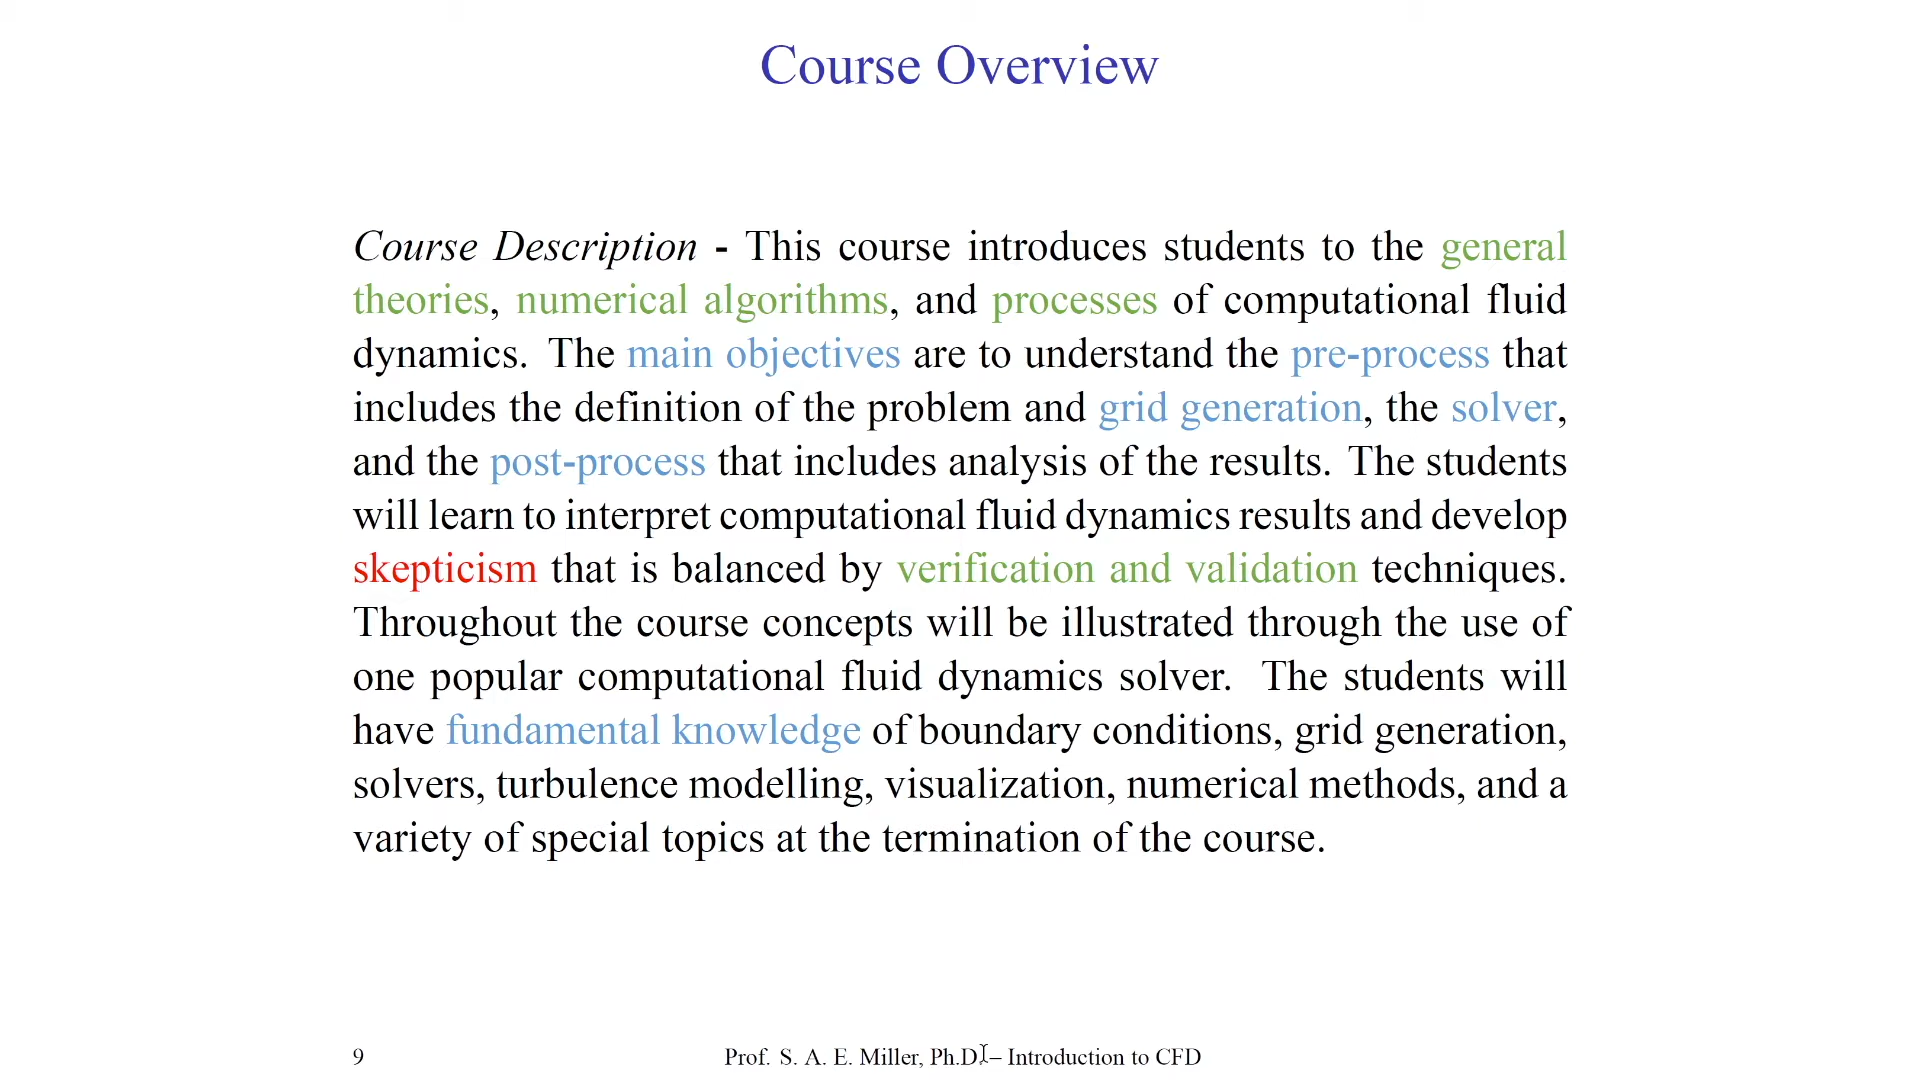 Course Overview
Course Description - This course introduces students to the general
theories, numerical algorithms, and processes of computational fluid
dynamics. The main objectives are to understand the pre-process that
includes the definition of the problem and grid generation, the solver,
and the post-process that includes analysis of the results. The students
will learn to interpret computational fluid dynamics results and develop
skepticism that is balanced by verification and validation techniques.
Throughout the course concepts will be illustrated through the use of
one popular computational fluid dynamics solver. The students will
have fundamental knowledge of boundary conditions, grid generation,
solvers, turbulence modelling, visualization, numerical methods, and a
variety of special topics at the termination of the course.
9 Prof. S. A. E. Miller, Ph.D. – Introduction to CFD